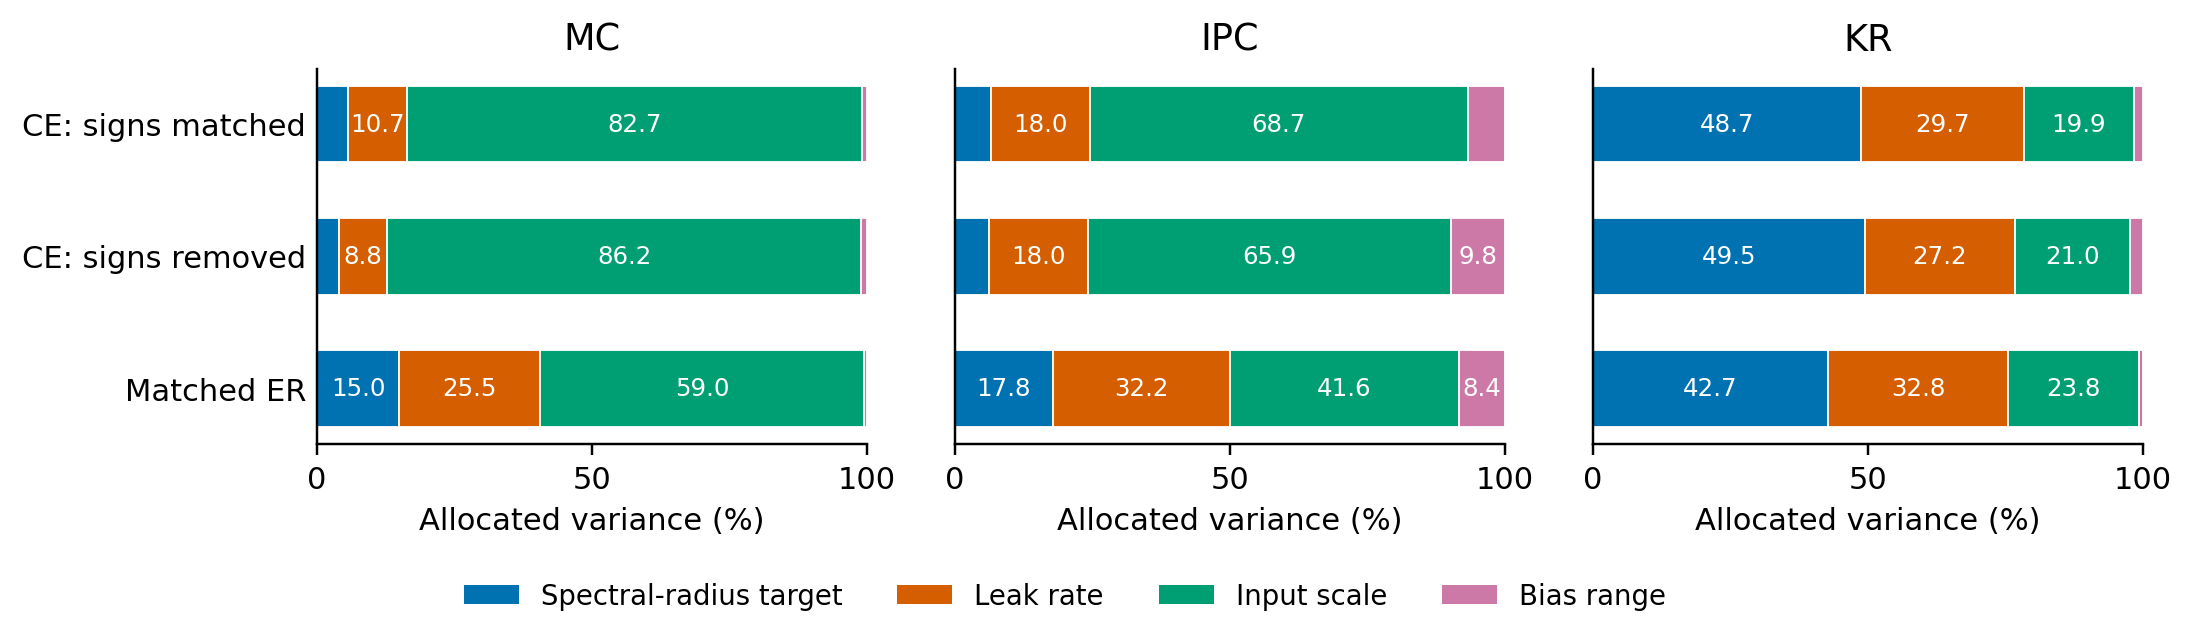 MC IPC KR
CE: signs matched 10.7 82.7 18.0 68.7 48.7 29.7 19.9
CE: signs removed 8.8 86.2 18.0 65.9 9.8 49.5 27.2 21.0
Matched ER 15.0 25.5 59.0 17.8 32.2 41.6 8.4 42.7 32.8 23.8
0 50 100 0 50 100 0 50 100
Allocated variance (%) Allocated variance (%) Allocated variance (%)
Spectral-radius target Leak rate Input scale Bias range